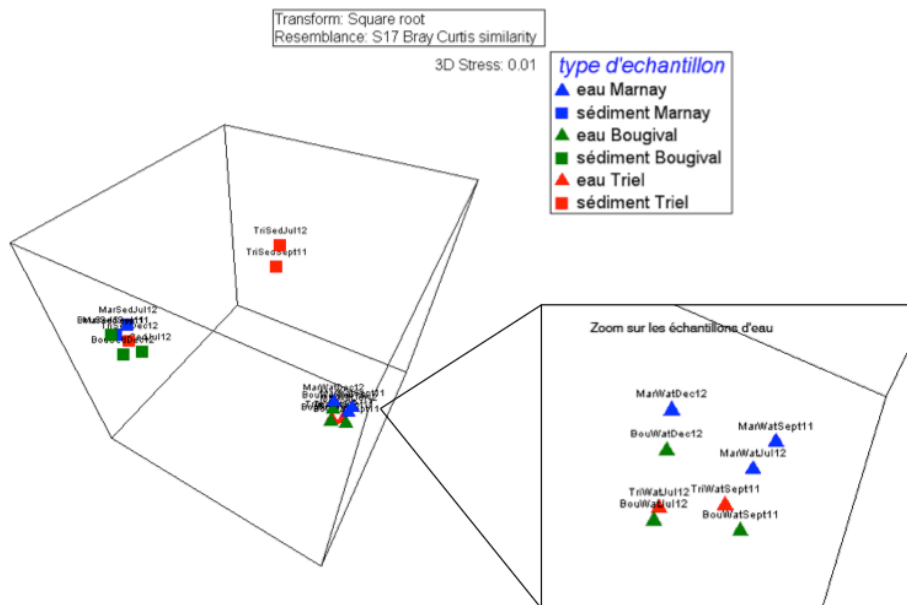 Transform: Square root
Resemblance: S17 Bray Curtis similarity
3D Stress: 0.01
type d'echantillon
eau Marnay
sédiment Marnay
eau Bougival
sédiment Bougival
eau Triel
sédiment Triel
TriSedJul12
TriSedSept11
MarSedJul12
MarWatDec12
Zoom sur les échantillons d'eau
MarWatDec12
MarWatSept11
BouWatDec12
MarWatJul12
TriWatJul12
TriWatSept11
BouWatJul12
BouWatSept11